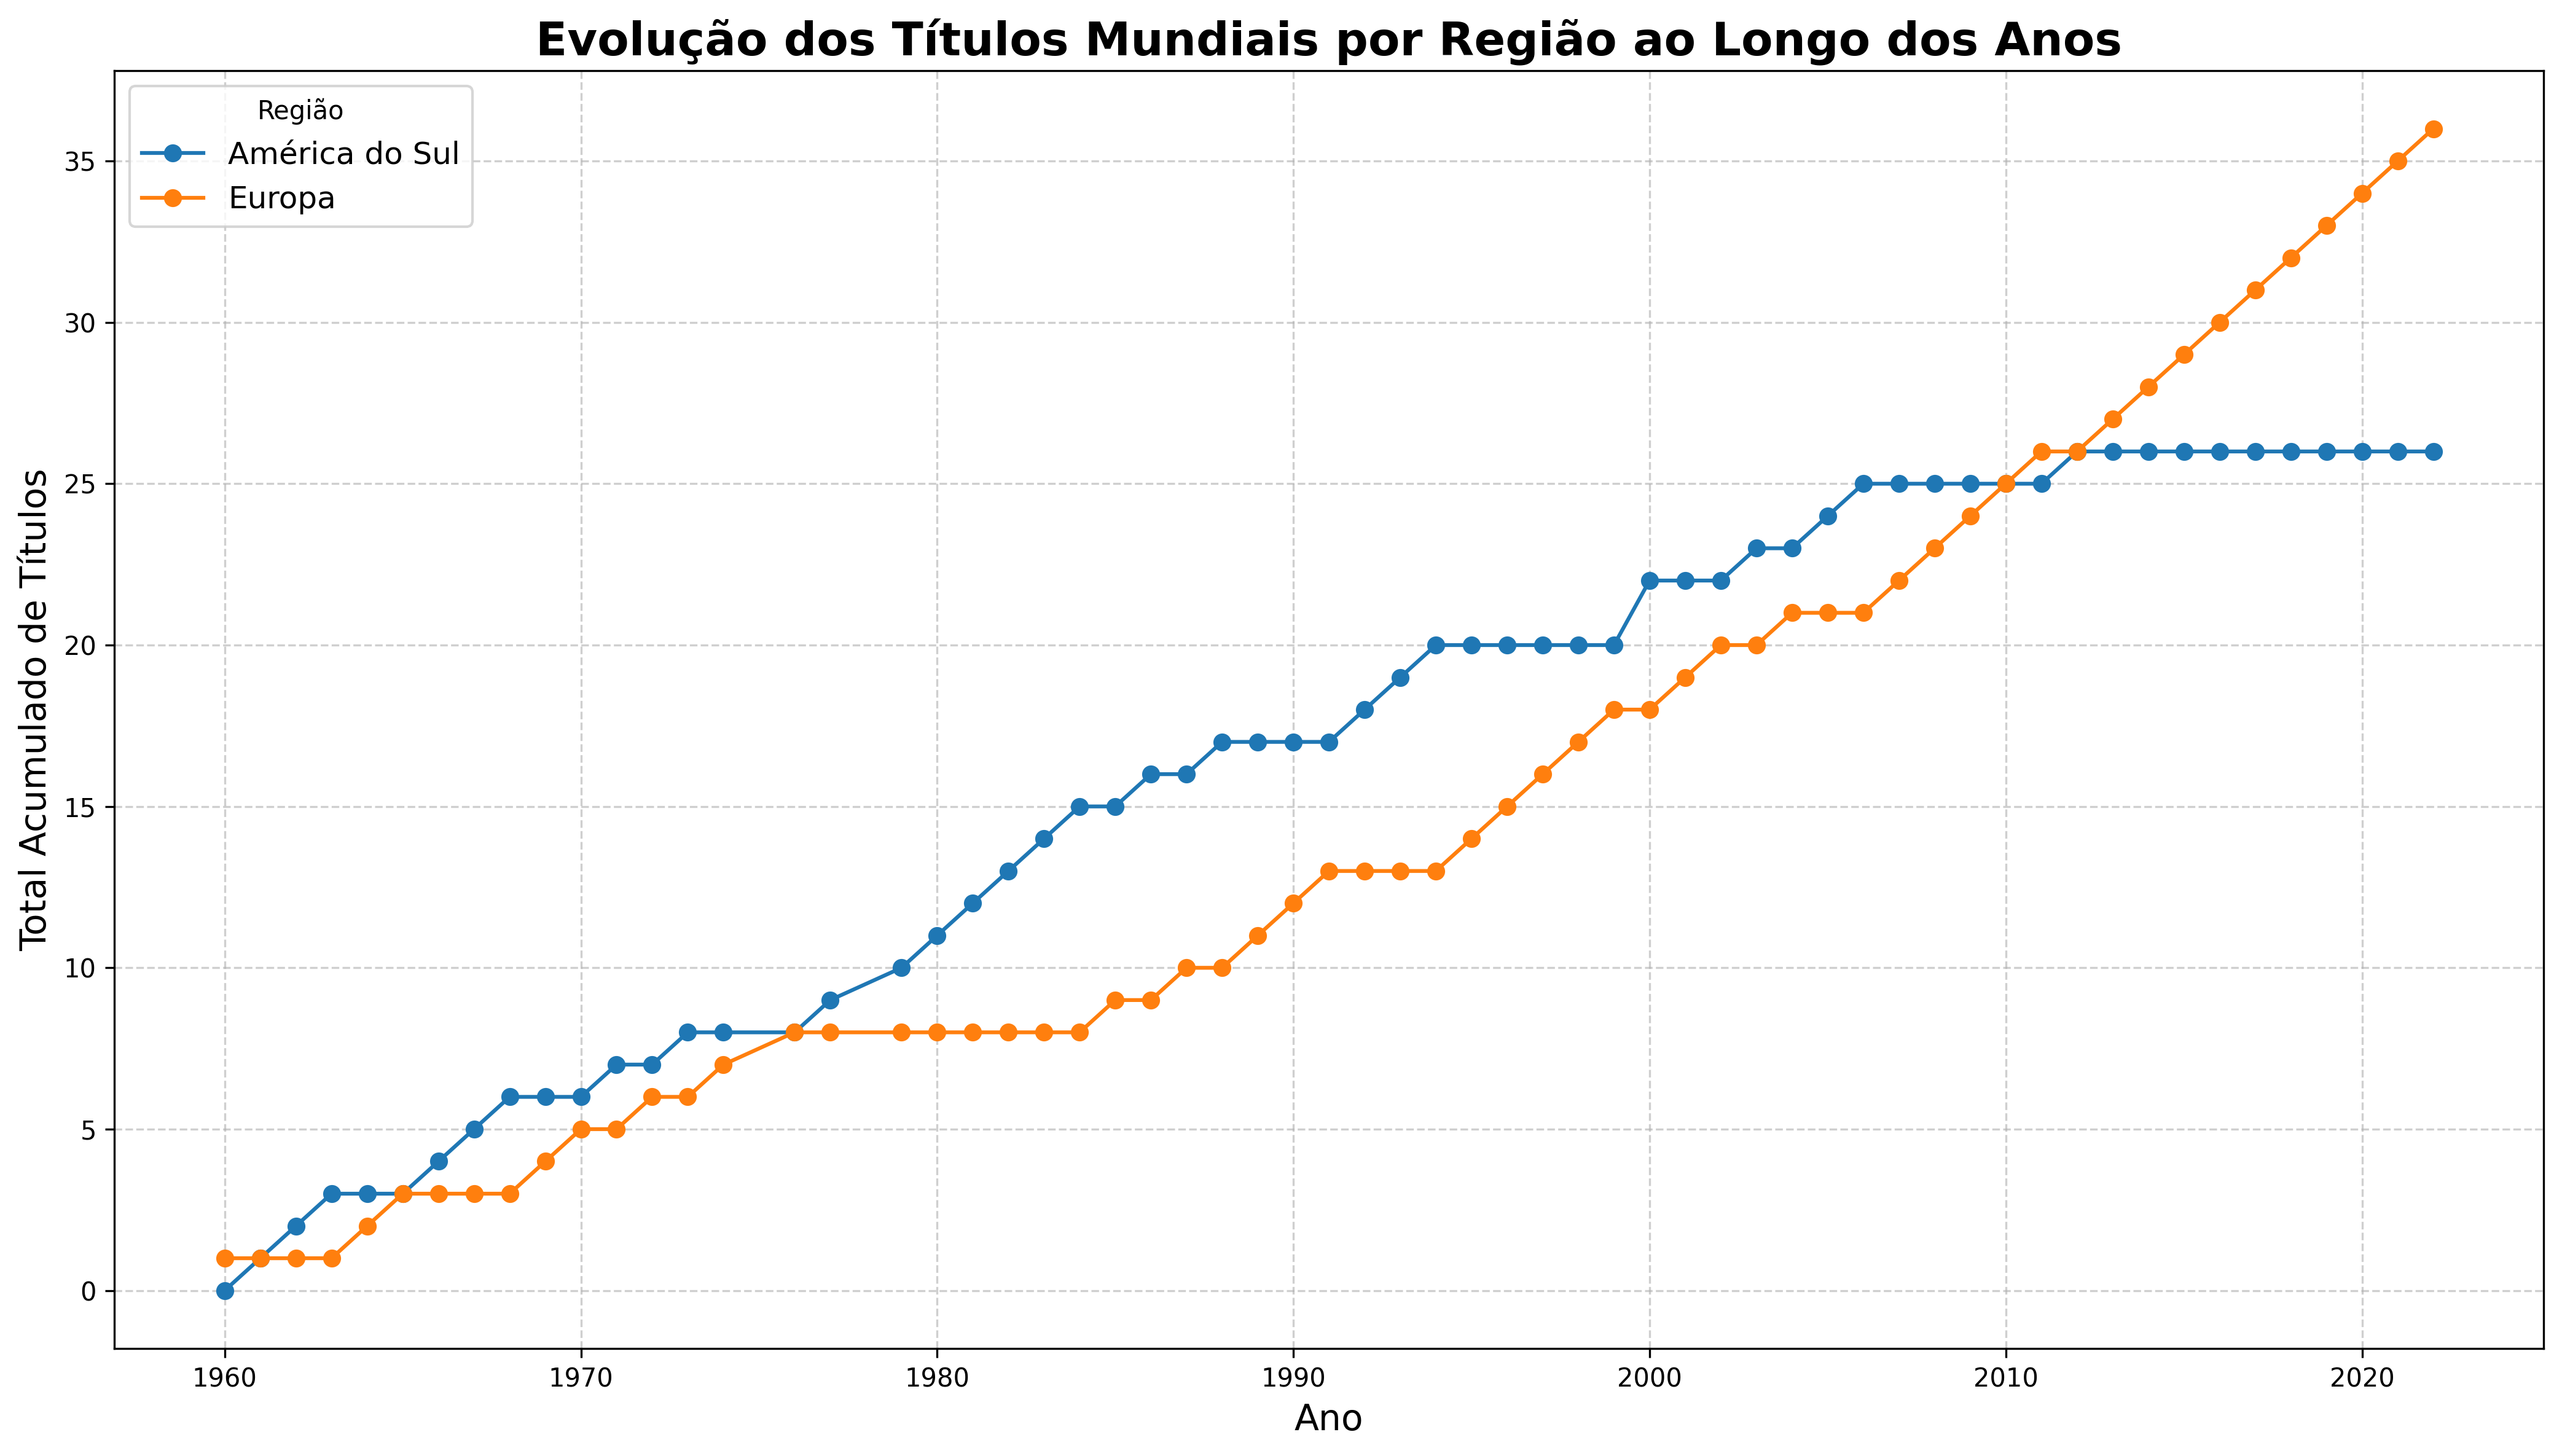 Evolução dos Títulos Mundiais por Região ao Longo dos Anos
Região
América do Sul
Europa
Total Acumulado de Títulos
35
30
25
20
15
10
5
0
1960 1970 1980 1990 2000 2010 2020
Ano